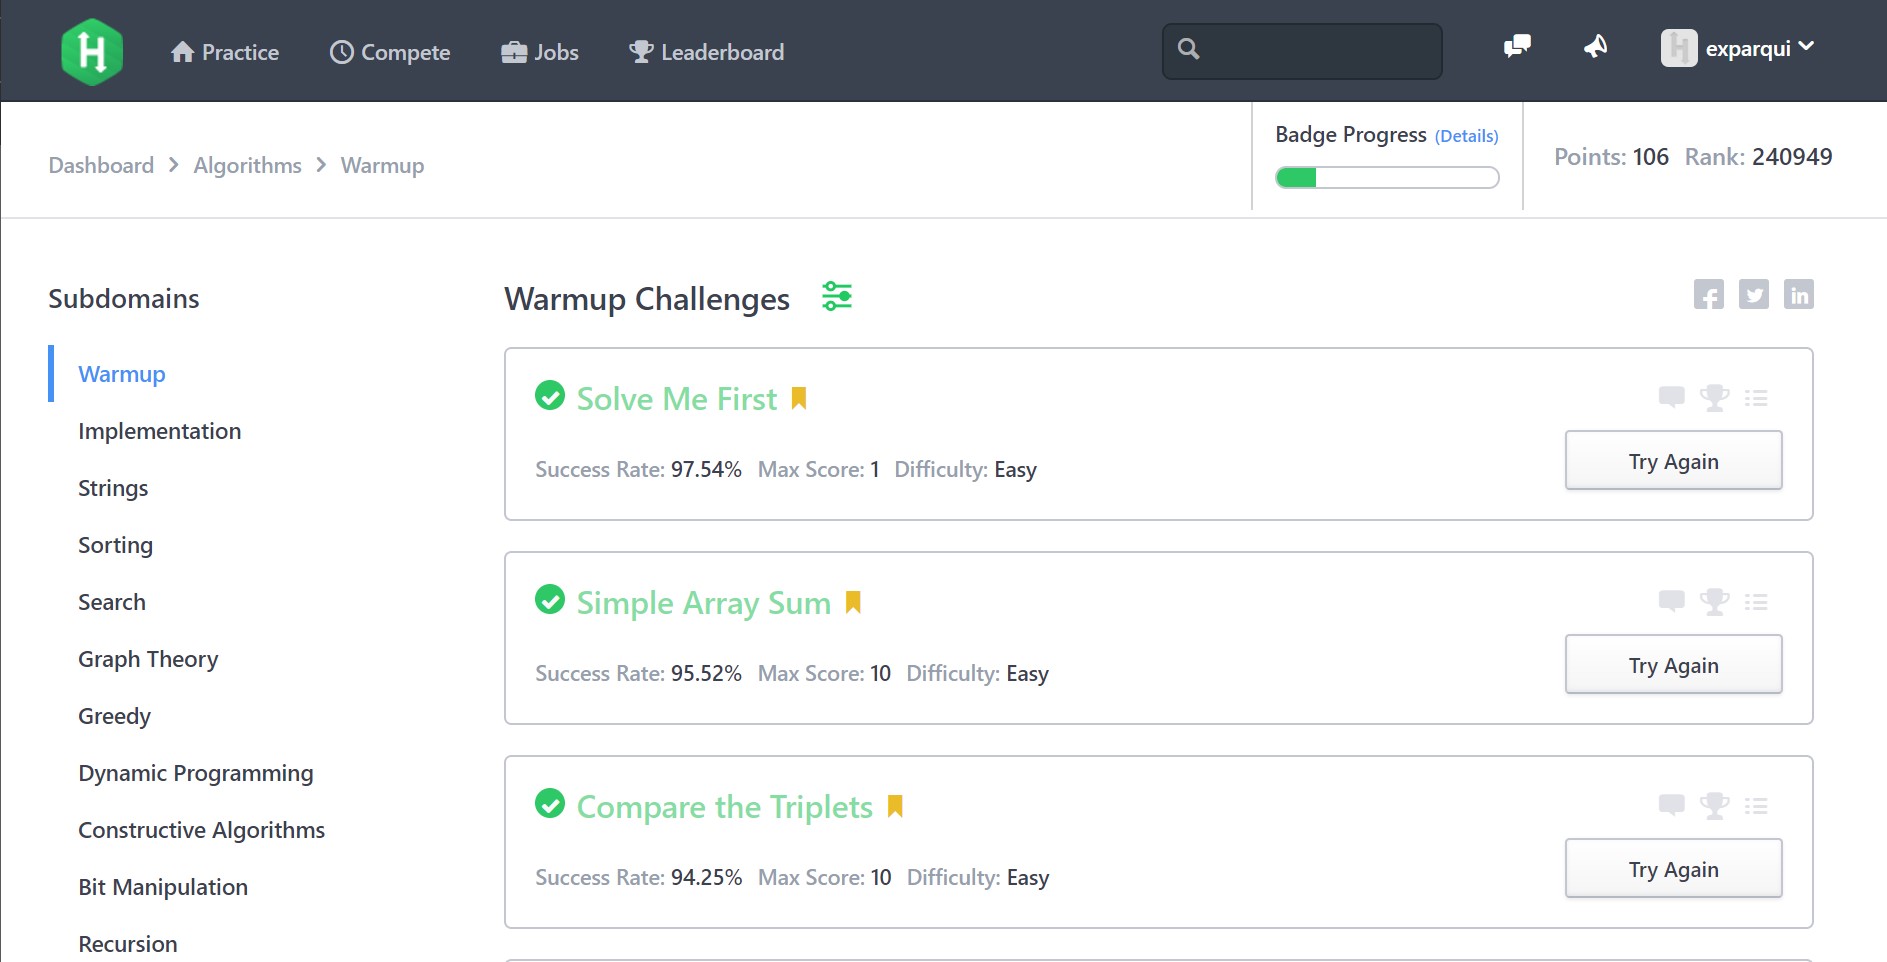 Practice
Compete
Jobs
Leaderboard
exparqui
Dashboard > Algorithms > Warmup
Badge Progress (Details)
Points: 106 Rank: 240949
Subdomains
Warmup
Implementation
Strings
Sorting
Search
Graph Theory
Greedy
Dynamic Programming
Constructive Algorithms
Bit Manipulation
Recursion
Warmup Challenges
Solve Me First
Success Rate: 97.54% Max Score: 1 Difficulty: Easy
Try Again
Simple Array Sum
Success Rate: 95.52% Max Score: 10 Difficulty: Easy
Try Again
Compare the Triplets
Success Rate: 94.25% Max Score: 10 Difficulty: Easy
Try Again